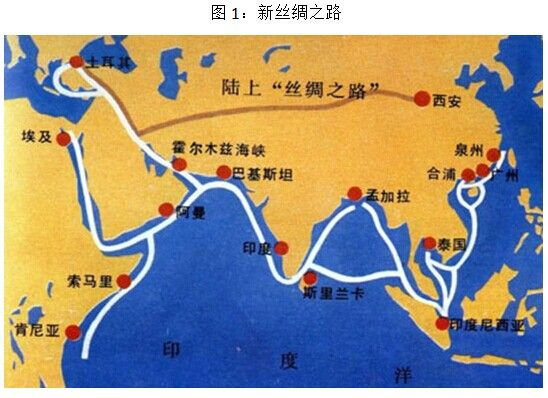 图 1：新丝绸之路
土耳其
陆上“丝绸之路”
西安
埃及
泉州
霍尔木兹海峡
巴基斯坦
合浦
广州
孟加拉
阿曼
印度
泰国
索马里
斯里兰卡
肯尼亚
印度尼西亚
印 度 洋